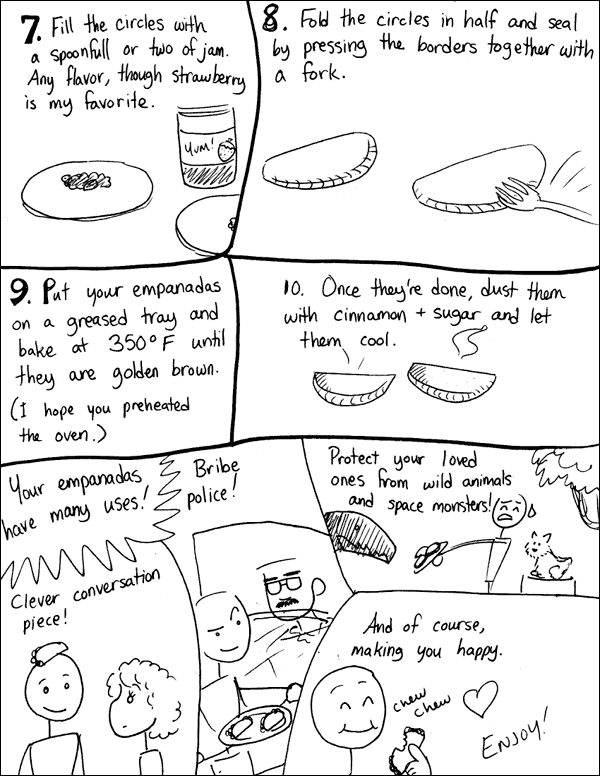 7. Fill the circles with
a spoonfull or two of jam.
Any flavor, though strawberry
is my favorite.
YUM!
8. Fold the circles in half and seal
by pressing the borders together with
a fork.
9. Put your empanadas
on a greased tray and
bake at 350°F until
they are golden brown.
(I hope you preheated
the oven.)
10. Once they're done, dust them
with cinnamon + sugar and let
them cool.
Your empanadas
have many uses!
Clever conversation
piece!
Bribe
police!
Protect your loved
ones from wild animals
and space monsters!
And of course,
making you happy.
chew
chew
ENJOY!